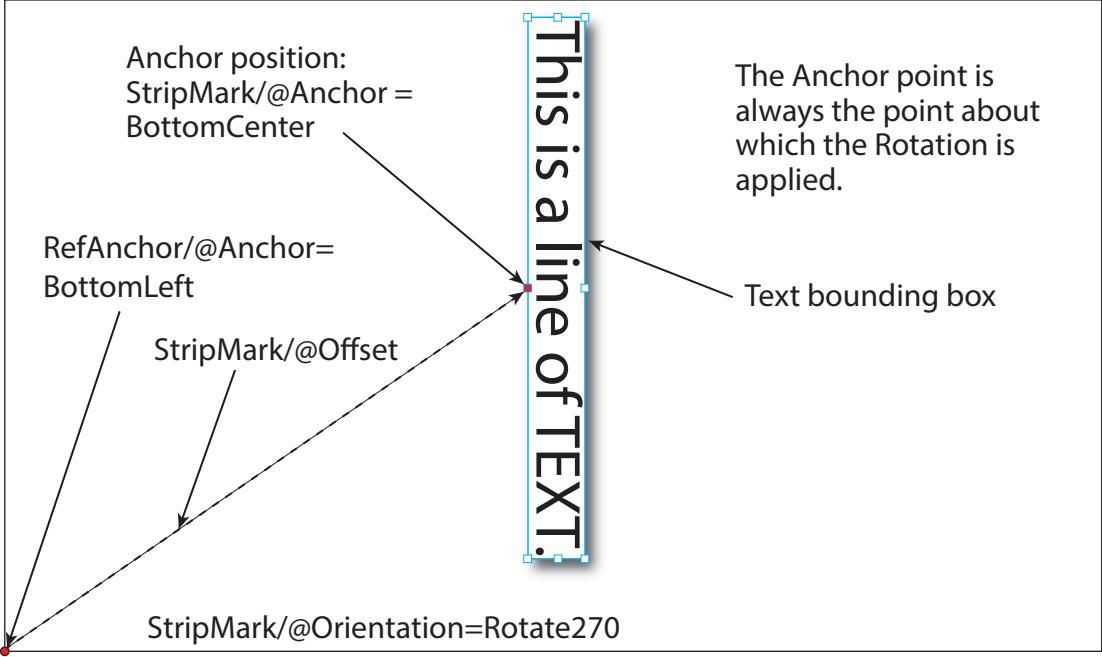 Anchor position:
StripMark/@Anchor =
BottomCenter
This is a line of TEXT.
The Anchor point is
always the point about
which the Rotation is
applied.
RefAnchor/@Anchor=
BottomLeft
StripMark/@Offset
Text bounding box
StripMark/@Orientation=Rotate270